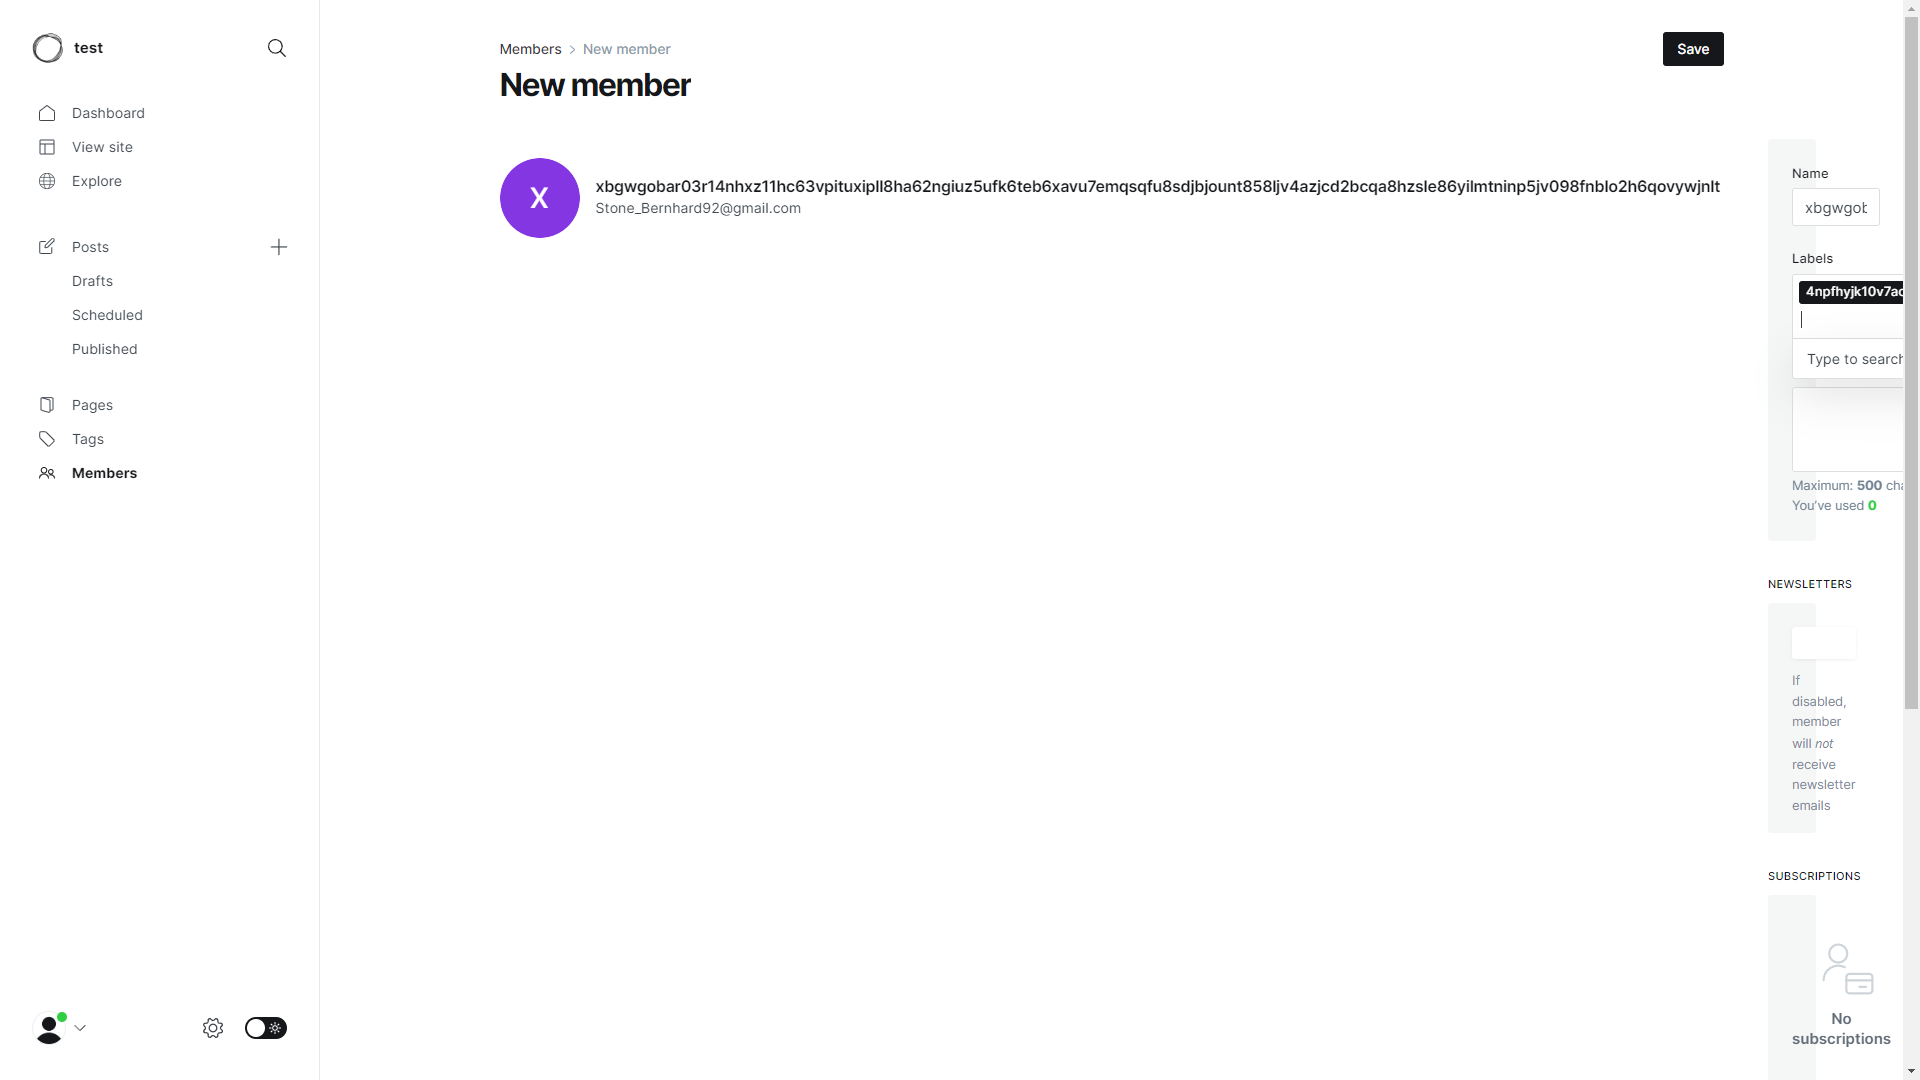 test
Dashboard
View site
Explore
Posts
Drafts
Scheduled
Published
Pages
Tags
Members
Members
New member
Save
New member
X
xbgwgobar03r14nhxz11hc63vpituxipll8ha62ngiuz5ufk6teb6xavu7emqsqfu8sdjbjount858ljv4azjcd2bcqa8hzsle86yilmtninp5jv098fnblo2h6qovywjnlt
Stone_Bernhard92@gmail.com
Name
xbgwgob
Labels
4npfhyjk10v7ac
Type to search
Maximum: 500 cha
You've used 0
NEWSLETTERS
If
disabled,
member
will not
receive
newsletter
emails
SUBSCRIPTIONS
No
subscriptions